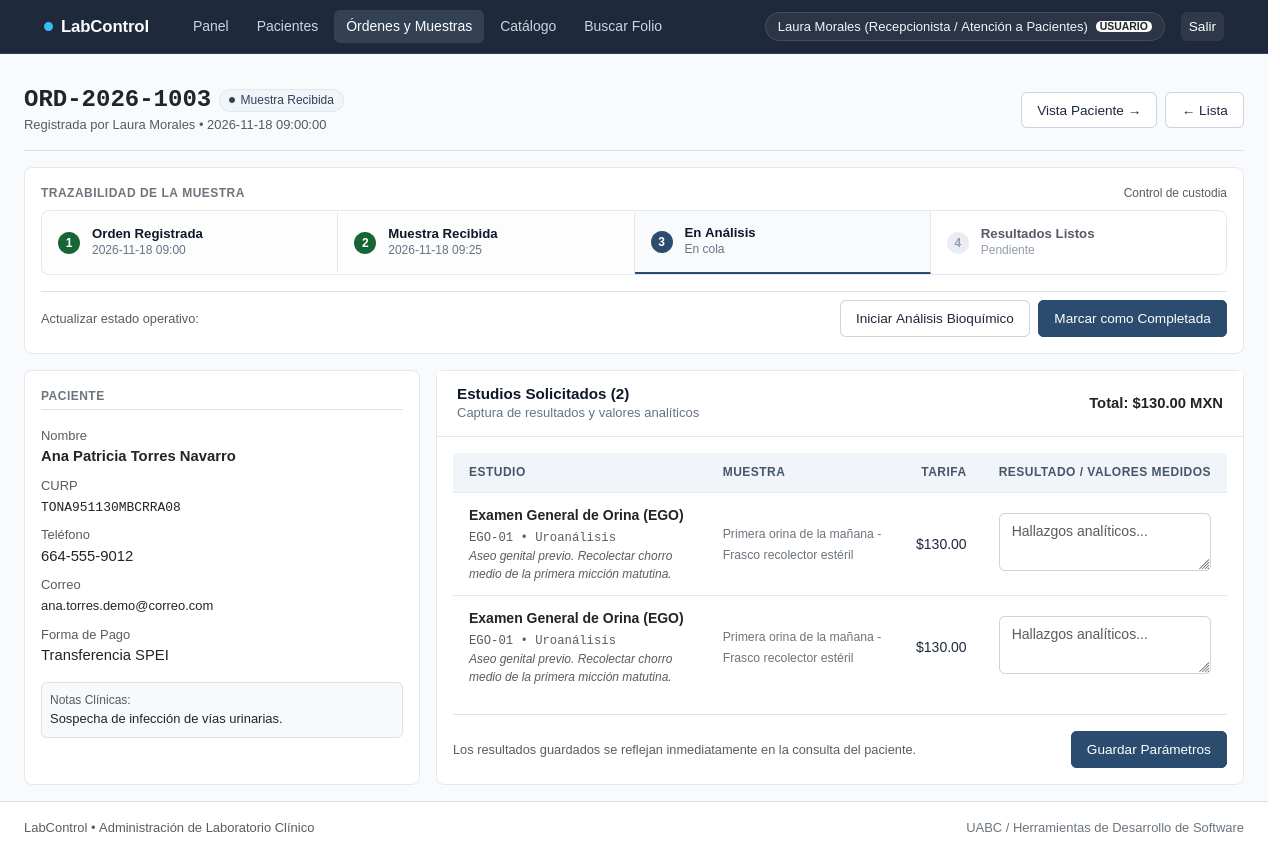 LabControl
Panel
Pacientes
Órdenes y Muestras
Catálogo
Buscar Folio
Laura Morales (Recepcionista / Atención a Pacientes) USUARIO
Salir
ORD-2026-1003
Muestra Recibida
Registrada por Laura Morales • 2026-11-18 09:00:00
Vista Paciente →
← Lista
TRAZABILIDAD DE LA MUESTRA
Control de custodia
1
Orden Registrada
2026-11-18 09:00
2
Muestra Recibida
2026-11-18 09:25
3
En Análisis
En cola
4
Resultados Listos
Pendiente
Actualizar estado operativo:
Iniciar Análisis Bioquímico
Marcar como Completada
PACIENTE
Nombre
Ana Patricia Torres Navarro
CURP
TONA951130MBCRRA08
Teléfono
664-555-9012
Correo
ana.torres.demo@correo.com
Forma de Pago
Transferencia SPEI
Notas Clínicas:
Sospecha de infección de vías urinarias.
Estudios Solicitados (2)
Captura de resultados y valores analíticos
Total: $130.00 MXN
ESTUDIO
MUESTRA
TARIFA
RESULTADO / VALORES MEDIDOS
Examen General de Orina (EGO)
EGO-01 • Uroanálisis
Aseo genital previo. Recolectar chorro
medio de la primera micción matutina.
Primera orina de la mañana -
Frasco recolector estéril
$130.00
Hallazgos analíticos...
Examen General de Orina (EGO)
EGO-01 • Uroanálisis
Aseo genital previo. Recolectar chorro
medio de la primera micción matutina.
Primera orina de la mañana -
Frasco recolector estéril
$130.00
Hallazgos analíticos...
Los resultados guardados se reflejan inmediatamente en la consulta del paciente.
Guardar Parámetros
LabControl • Administración de Laboratorio Clínico
UABC / Herramientas de Desarrollo de Software